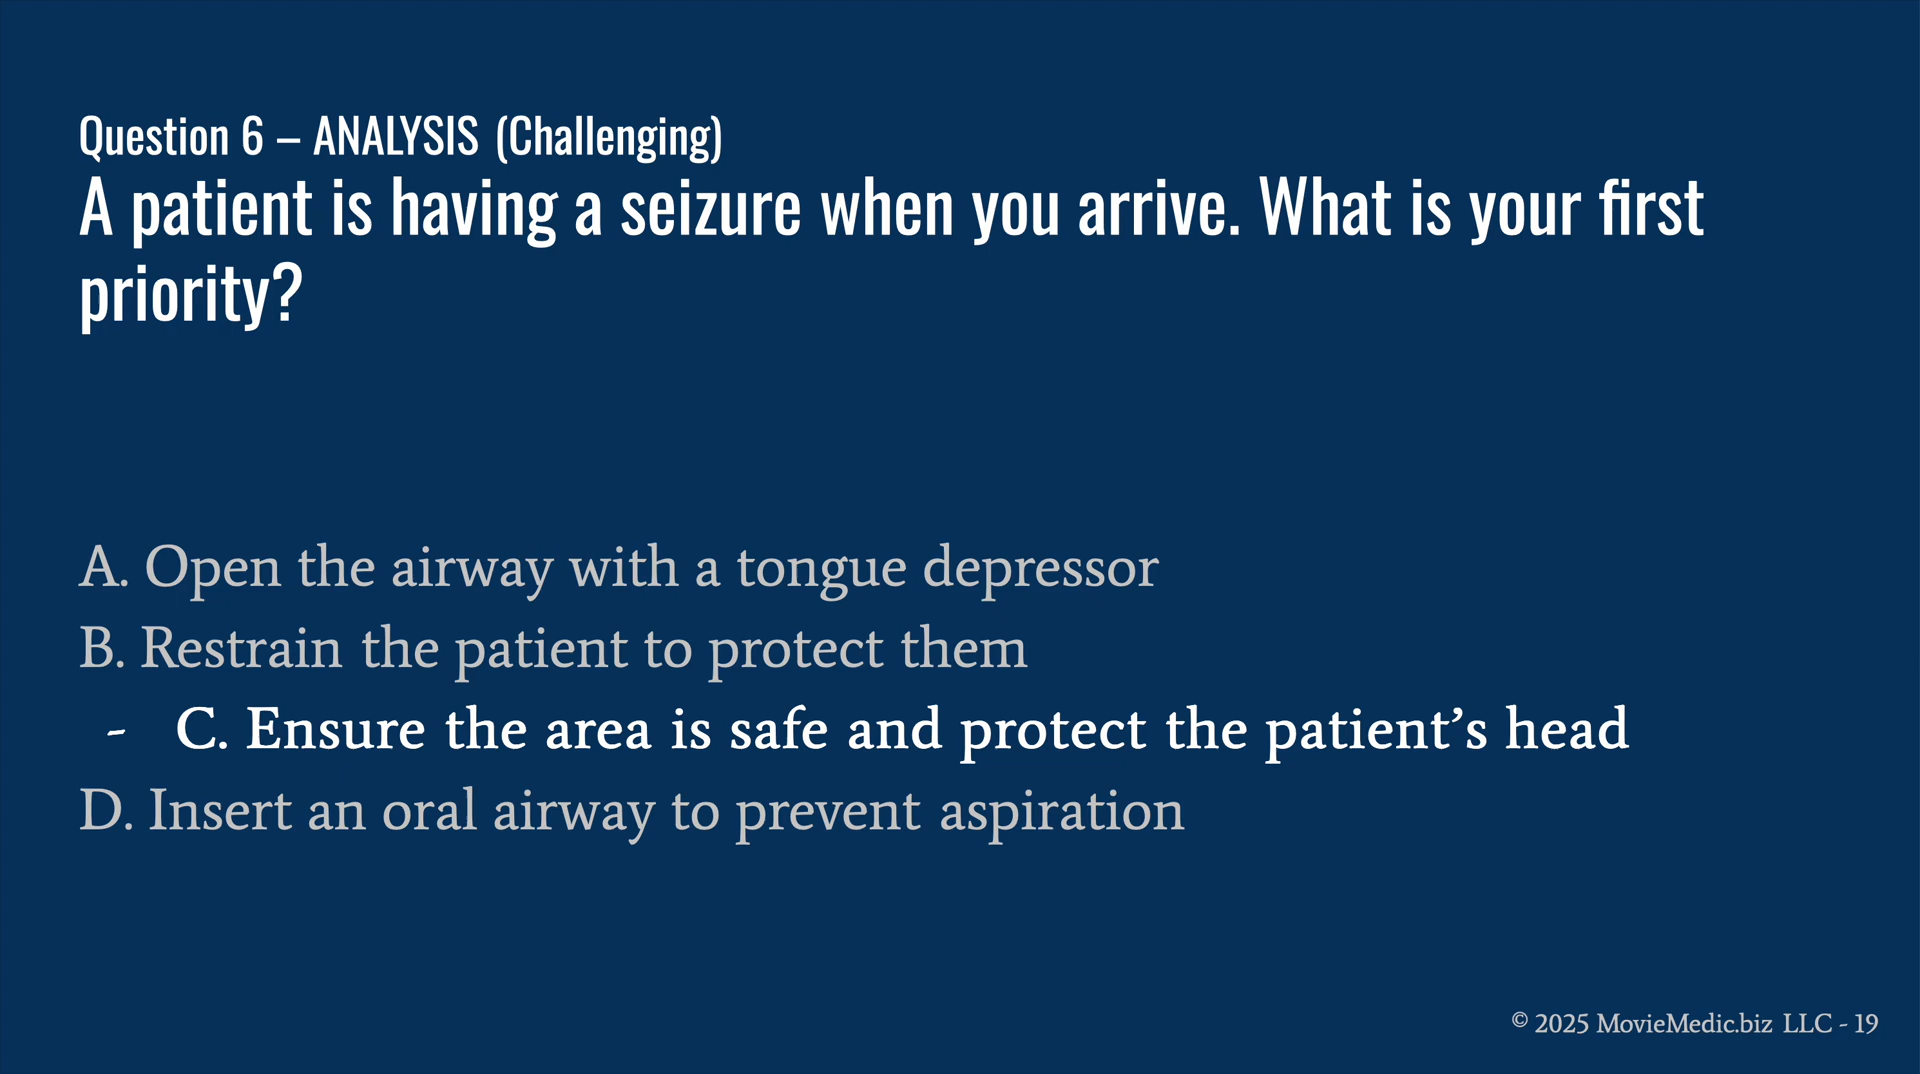 Question 6 – ANALYSIS (Challenging)
A patient is having a seizure when you arrive. What is your first
priority?
A. Open the airway with a tongue depressor
B. Restrain the patient to protect them
- C. Ensure the area is safe and protect the patient’s head
D. Insert an oral airway to prevent aspiration
© 2025 MovieMedic.biz LLC - 19